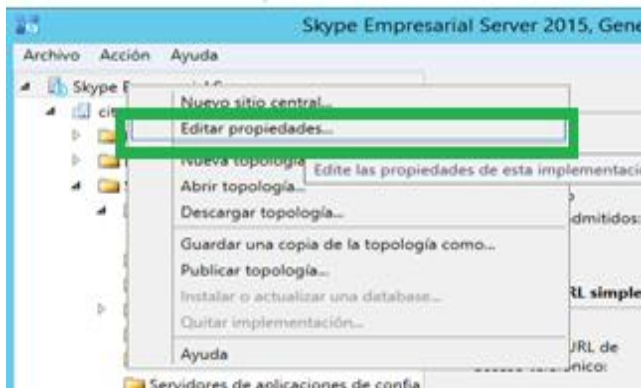 Skype Empresarial Server 2015, Gene
Archivo Acción Ayuda
Skype E
Nuevo sitio central...
Editar propiedades...
Nueva topología
Edite las propiedades de esta implementació
Abrir topología...
Descargar topología...
dmitidos:
Guardar una copia de la topología como...
Publicar topología...
Instalar o actualizar una database...
RL simple
Quitar implementación...
Ayuda
URL de
Servidores de aplicaciones de confia